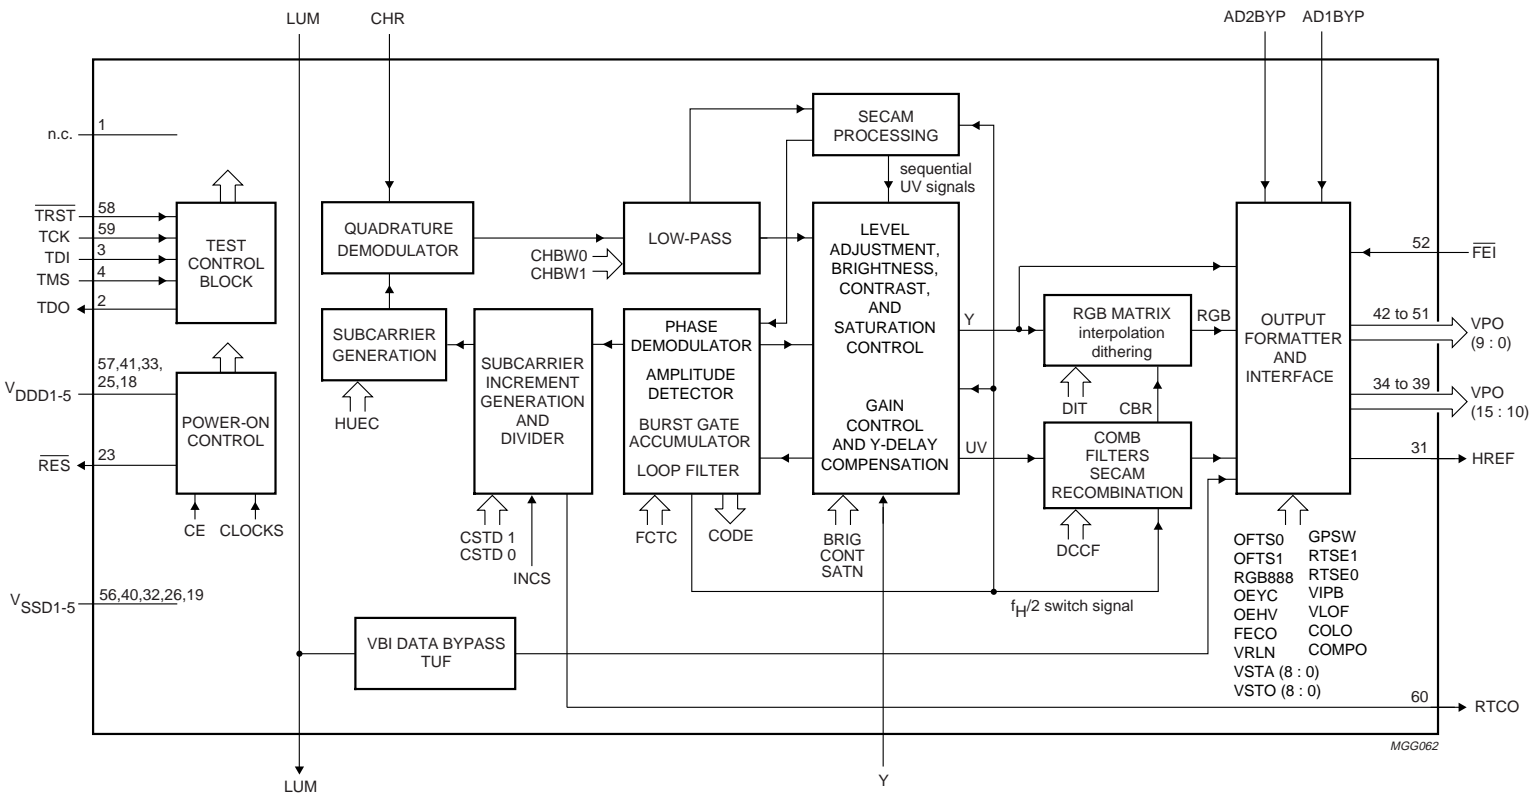 LUM
CHR
AD2BYP
AD1BYP
n.c.
1
TRST
58
TCK
59
TDI
3
TMS
4
TDO
2
TEST
CONTROL
BLOCK
VDDD1-5
57,41,33,
25,18
POWER-ON
CONTROL
RES
23
CE
CLOCKS
VSSD1-5
56,40,32,26,19
QUADRATURE
DEMODULATOR
SUBCARRIER
GENERATION
HUEC
SUBCARRIER
INCREMENT
GENERATION
AND
DIVIDER
CSTD 1
CSTD 0
INCS
LOW-PASS
CHBW0
CHBW1
PHASE
DEMODULATOR
AMPLITUDE
DETECTOR
BURST GATE
ACCUMULATOR
LOOP FILTER
FCTC
CODE
SECAM
PROCESSING
sequential
UV signals
LEVEL
ADJUSTMENT,
BRIGHTNESS,
CONTRAST,
AND
SATURATION
CONTROL
GAIN
CONTROL
AND Y-DELAY
COMPENSATION
BRIG
CONT
SATN
Y
UV
RGB MATRIX
interpolation
dithering
RGB
DIT
CBR
COMB
FILTERS
SECAM
RECOMBINATION
DCCF
fH/2 switch signal
OUTPUT
FORMATTER
AND
INTERFACE
52
FEI
42 to 51
VPO
(9 : 0)
34 to 39
VPO
(15 : 10)
31
HREF
OFTS0
OFTS1
RGB888
OEYC
OEHV
FECO
VRLN
VSTA (8 : 0)
VSTO (8 : 0)
GPSW
RTSE1
RTSE0
VIPB
VLOF
COLO
COMPO
VBI DATA BYPASS
TUF
60
RTCO
MGG062
LUM
Y